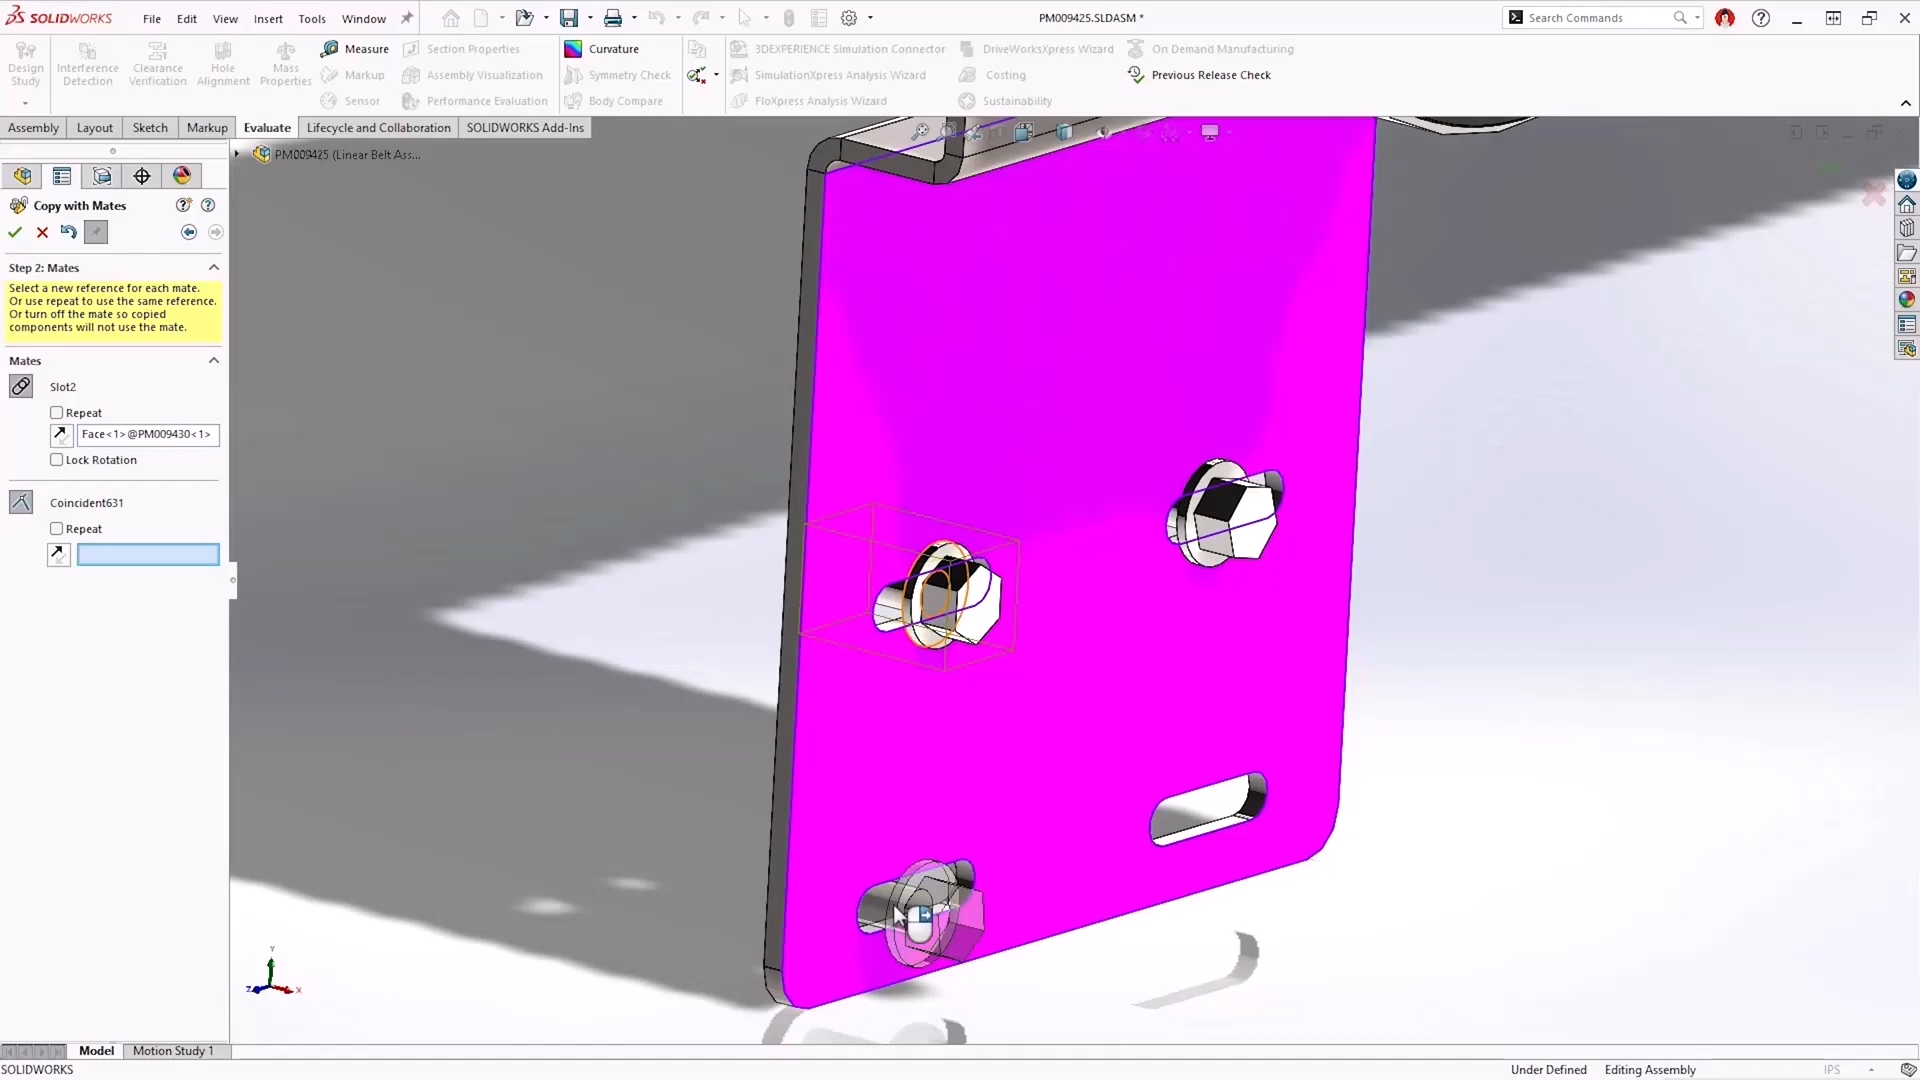 SOLIDWORKS File Edit View Insert Tools Window PM009425.SLDASM * Search Commands
Design Study
Interference Detection
Clearance Verification
Hole Alignment
Mass Properties
Measure
Markup
Sensor
Section Properties
Assembly Visualization
Performance Evaluation
Curvature
Symmetry Check
Body Compare
3DEXPERIENCE Simulation Connector
SimulationXpress Analysis Wizard
FloXpress Analysis Wizard
DriveWorksXpress Wizard
Costing
Sustainability
On Demand Manufacturing
Previous Release Check
Assembly Layout Sketch Markup Evaluate Lifecycle and Collaboration SOLIDWORKS Add-Ins
PM009425 (Linear Belt Ass...
Copy with Mates
Step 2: Mates
Select a new reference for each mate.
Or use repeat to use the same reference.
Or turn off the mate so copied
components will not use the mate.
Mates
Slot2
Repeat
Face<1>@PM009430<1>
Lock Rotation
Coincident631
Repeat
Y
Z
X
Model Motion Study 1
SOLIDWORKS Under Defined Editing Assembly IPS